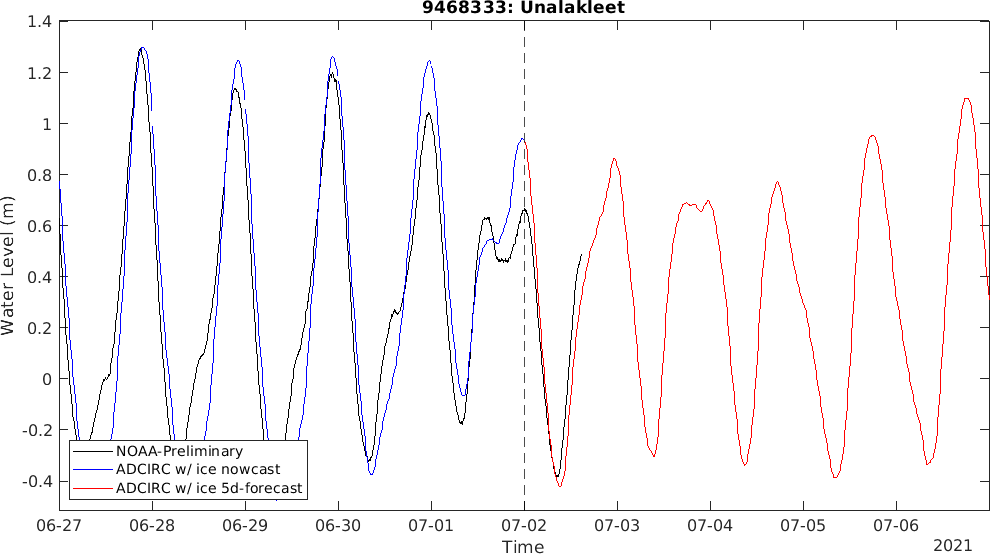 9468333: Unalakleet
1.4
1.2
1
0.8
0.6
0.4
0.2
0
-0.2
-0.4
Water Level (m)
NOAA-Preliminary
ADCIRC w/ ice nowcast
ADCIRC w/ ice 5d-forecast
06-27 06-28 06-29 06-30 07-01 07-02 07-03 07-04 07-05 07-06
Time
2021